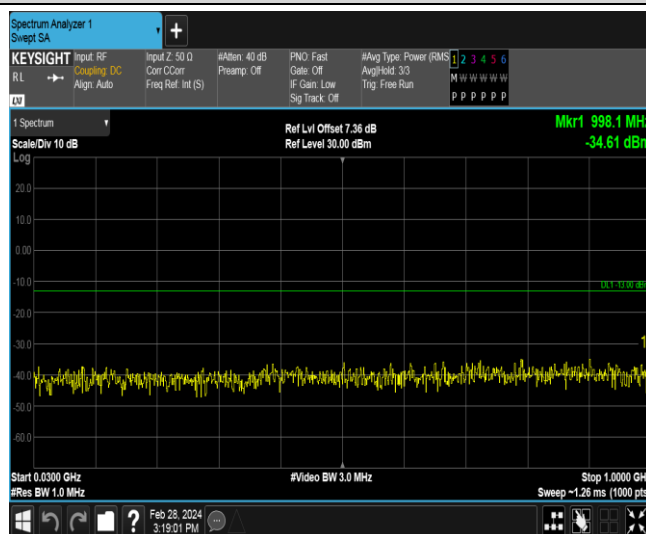 Spectrum Analyzer 1
Swept SA
+
KEYSIGHT
RL
LXI
Input: RF
Coupling: DC
Align: Auto
Input Z: 50 Ω
Corr CCorr
Freq Ref: Int (S)
#Atten: 40 dB
Preamp: Off
PNO: Fast
Gate: Off
IF Gain: Low
Sig Track: Off
#Avg Type: Power (RMS
Avg|Hold: 3/3
Trig: Free Run
1 2 3 4 5 6
M W W W W W
P P P P P P
1 Spectrum
Scale/Div 10 dB
Log
Ref Lvl Offset 7.36 dB
Ref Level 30.00 dBm
Mkr1 998.1 MHz
-34.61 dBm
20.0
10.0
0.00
-10.0
DL1 -13.00 dBm
-20.0
-30.0
1
-40.0
-50.0
-60.0
Start 0.0300 GHz
#Res BW 1.0 MHz
#Video BW 3.0 MHz
Stop 1.0000 GHz
Sweep ~1.26 ms (1000 pts)
?
Feb 28, 2024
3:19:01 PM